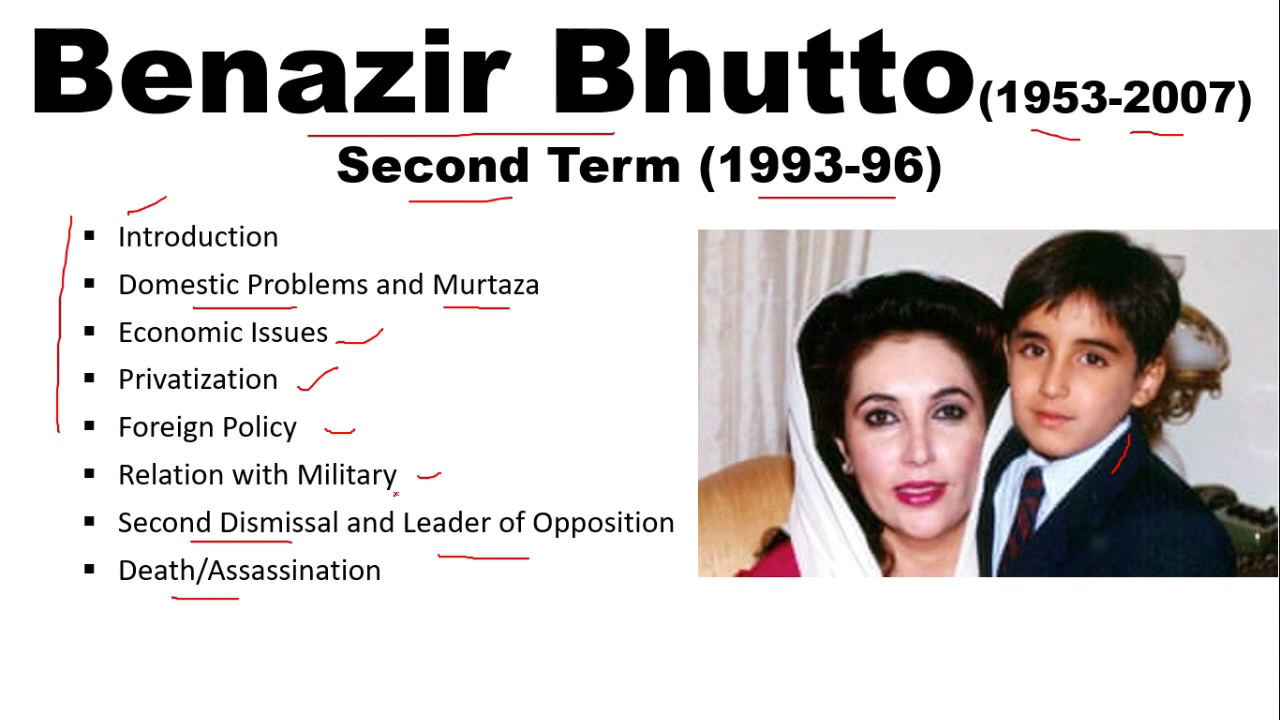 Benazir Bhutto(1953-2007)
Second Term (1993-96)
▪ Introduction
▪ Domestic Problems and Murtaza
▪ Economic Issues
▪ Privatization
▪ Foreign Policy
▪ Relation with Military
▪ Second Dismissal and Leader of Opposition
▪ Death/Assassination